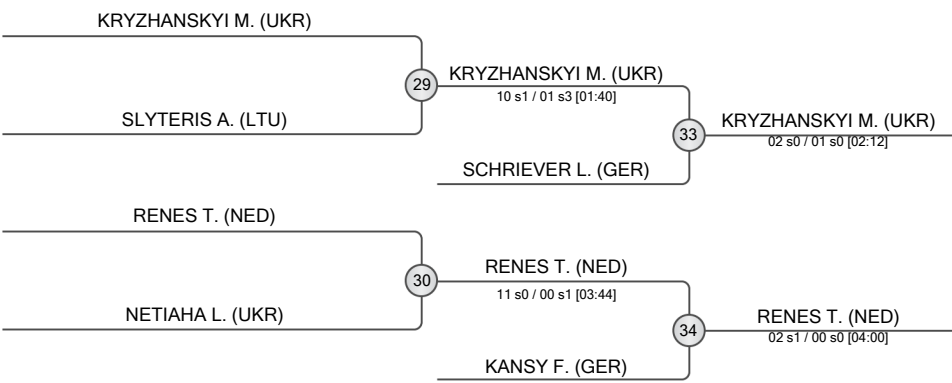 KRYZHANSKYI M. (UKR)
29
KRYZHANSKYI M. (UKR)
10 s1 / 01 s3 [01:40]
SLYTERIS A. (LTU)
33
KRYZHANSKYI M. (UKR)
02 s0 / 01 s0 [02:12]
SCHRIEVER L. (GER)
RENES T. (NED)
30
RENES T. (NED)
11 s0 / 00 s1 [03:44]
NETIAHA L. (UKR)
34
RENES T. (NED)
02 s1 / 00 s0 [04:00]
KANSY F. (GER)